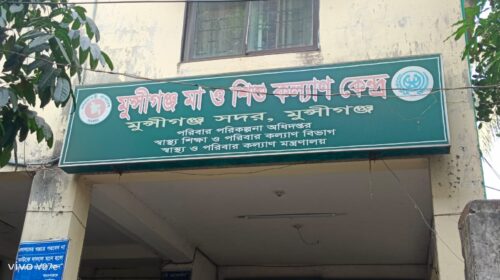 মুন্সীগঞ্জ মা ও শিশু কল্যাণ কেন্দ্র
মুন্সীগঞ্জ সদর, মুন্সীগঞ্জ
পরিবার পরিকল্পনা অধিদপ্তর
স্বাস্থ্য শিক্ষা ও পরিবার কল্যাণ বিভাগ
স্বাস্থ্য ও পরিবার কল্যাণ মন্ত্রণালয়
vivo